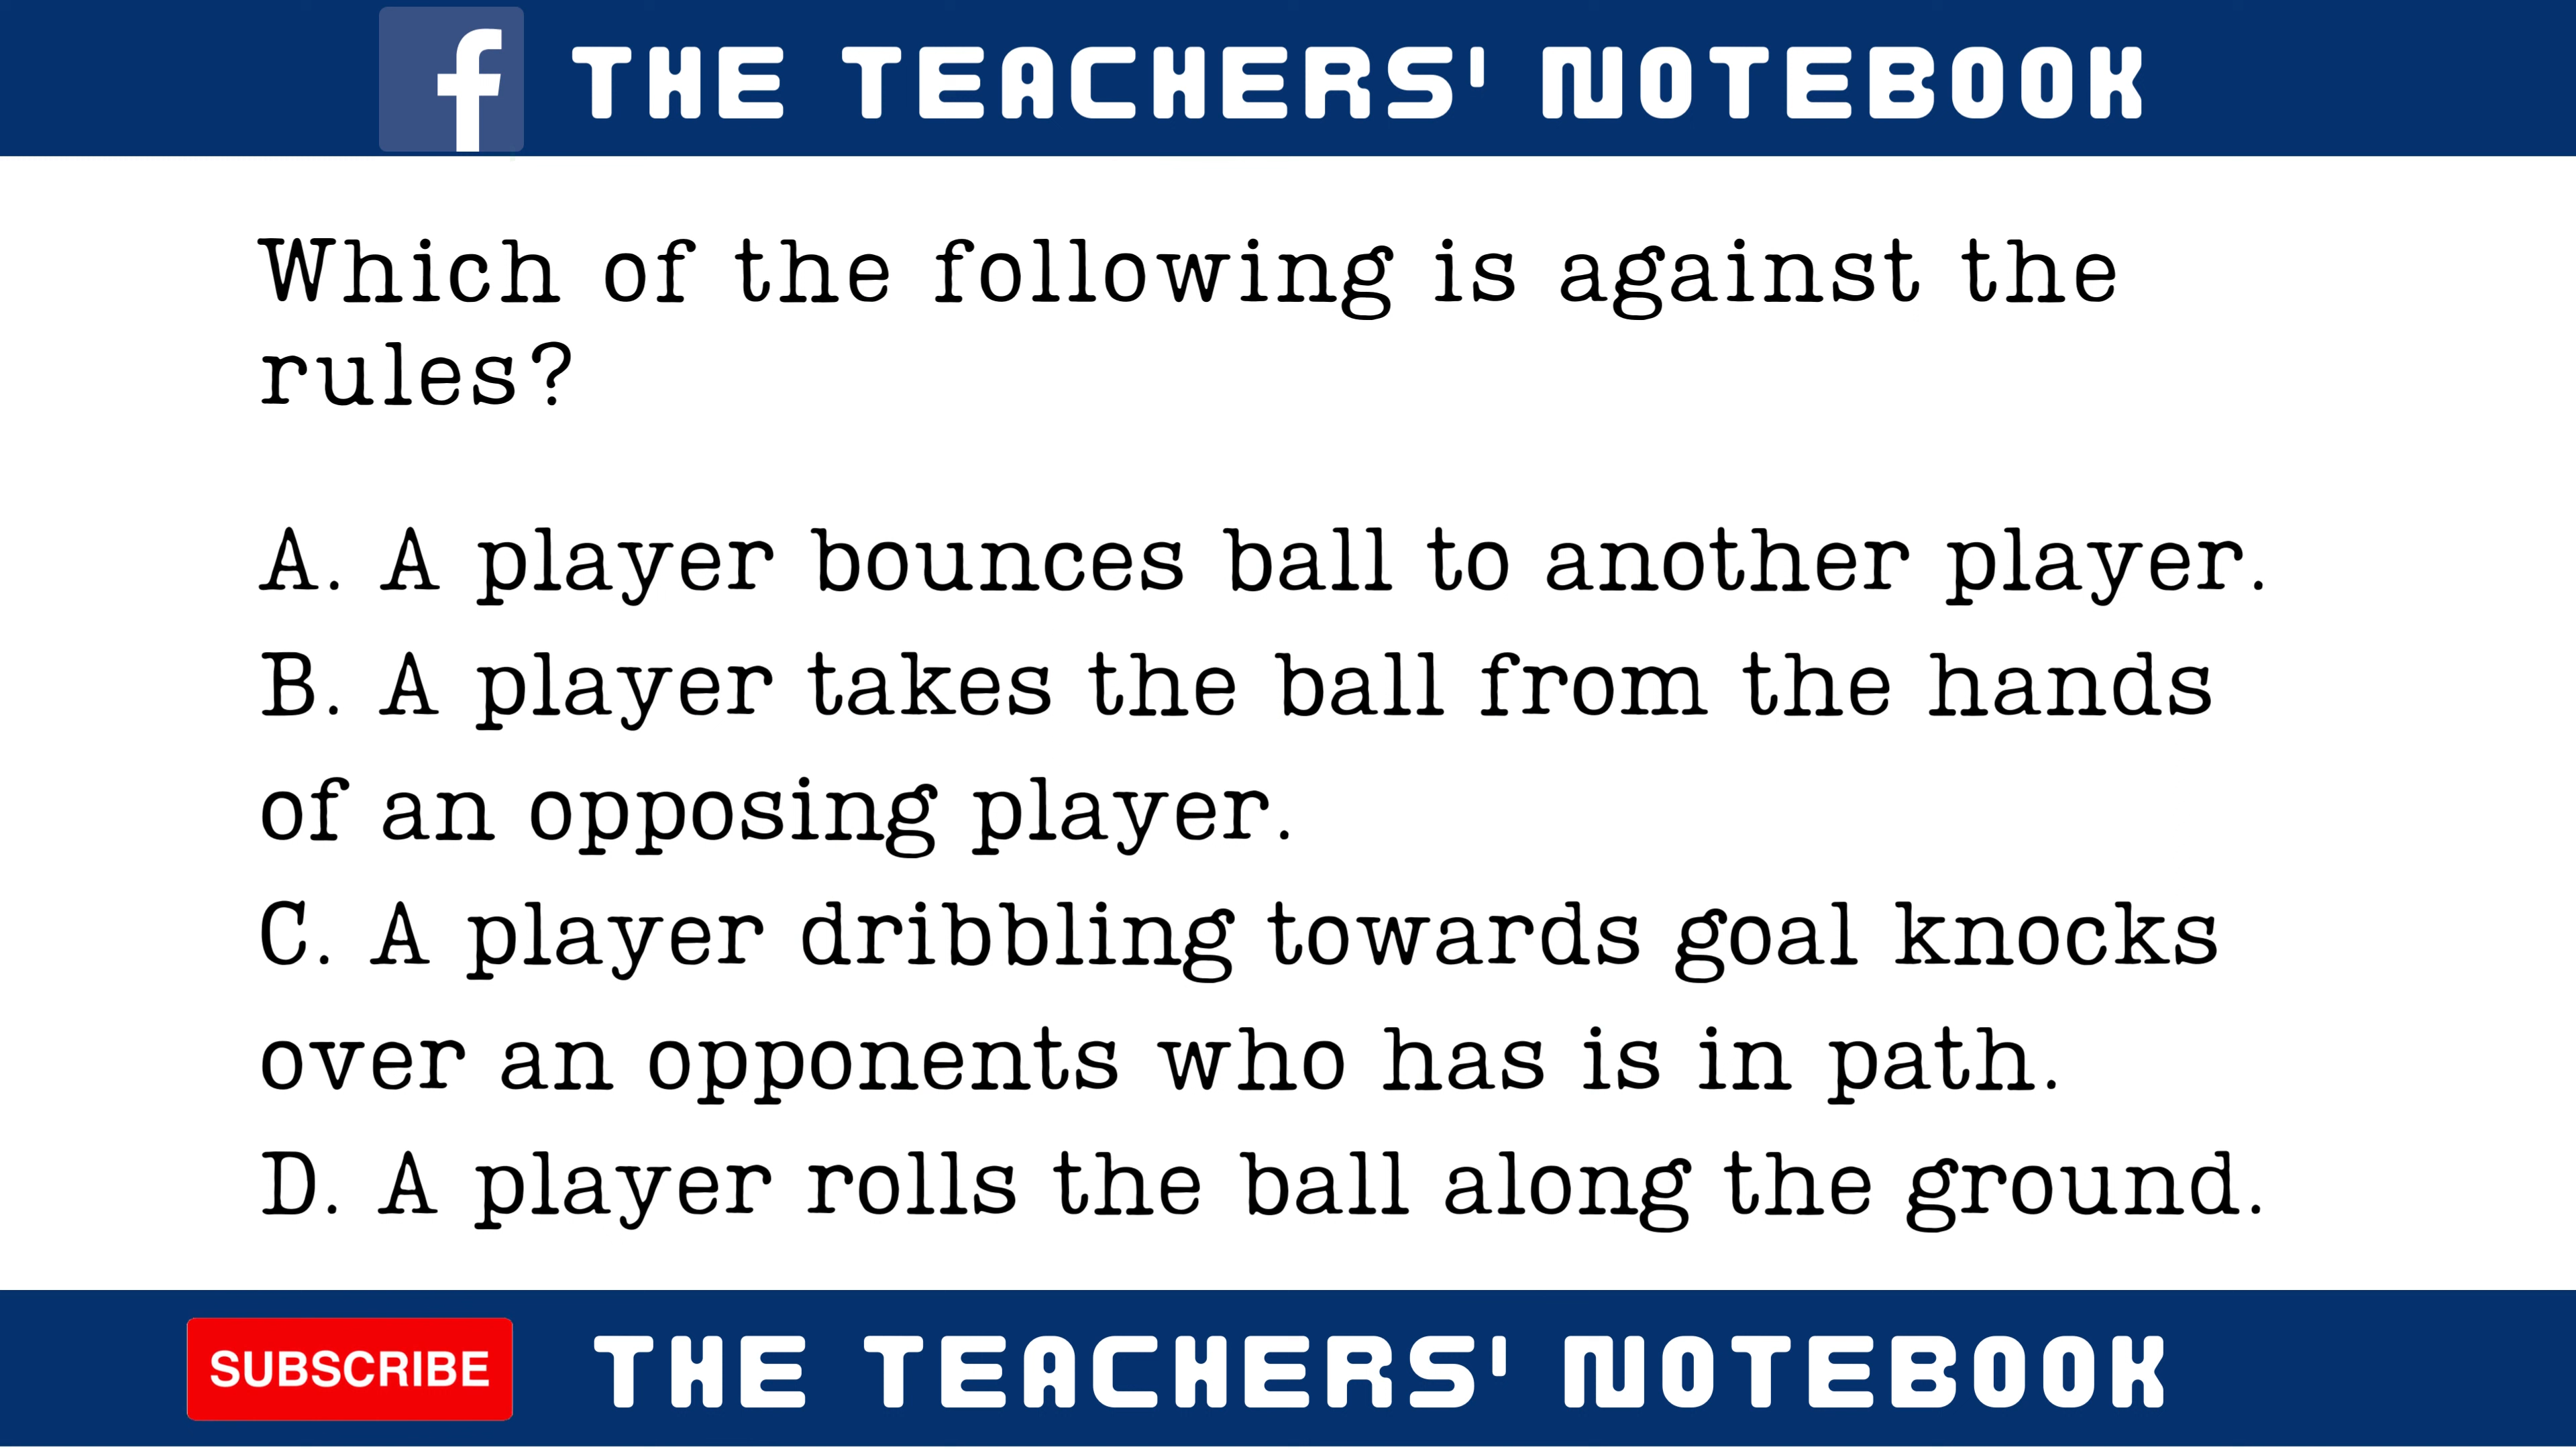 f THE TEACHERS' NOTEBOOK
Which of the following is against the
rules?
A. A player bounces ball to another player.
B. A player takes the ball from the hands
of an opposing player.
C. A player dribbling towards goal knocks
over an opponents who has is in path.
D. A player rolls the ball along the ground.
SUBSCRIBE THE TEACHERS' NOTEBOOK